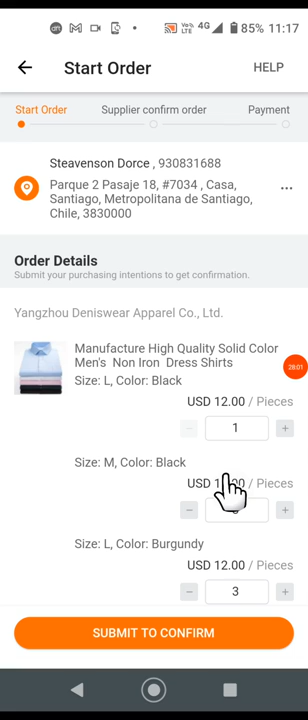 85% 11:17
Start Order
HELP
Start Order
Supplier confirm order
Payment
Steavenson Dorce , 930831688
Parque 2 Pasaje 18, #7034 , Casa,
Santiago, Metropolitana de Santiago,
Chile, 3830000
Order Details
Submit your purchasing intentions to get confirmation.
Yangzhou Deniswear Apparel Co., Ltd.
Manufacture High Quality Solid Color
Men's Non Iron Dress Shirts
Size: L, Color: Black
USD 12.00 / Pieces
1
28:01
Size: M, Color: Black
USD / Pieces
Size: L, Color: Burgundy
USD 12.00 / Pieces
3
SUBMIT TO CONFIRM